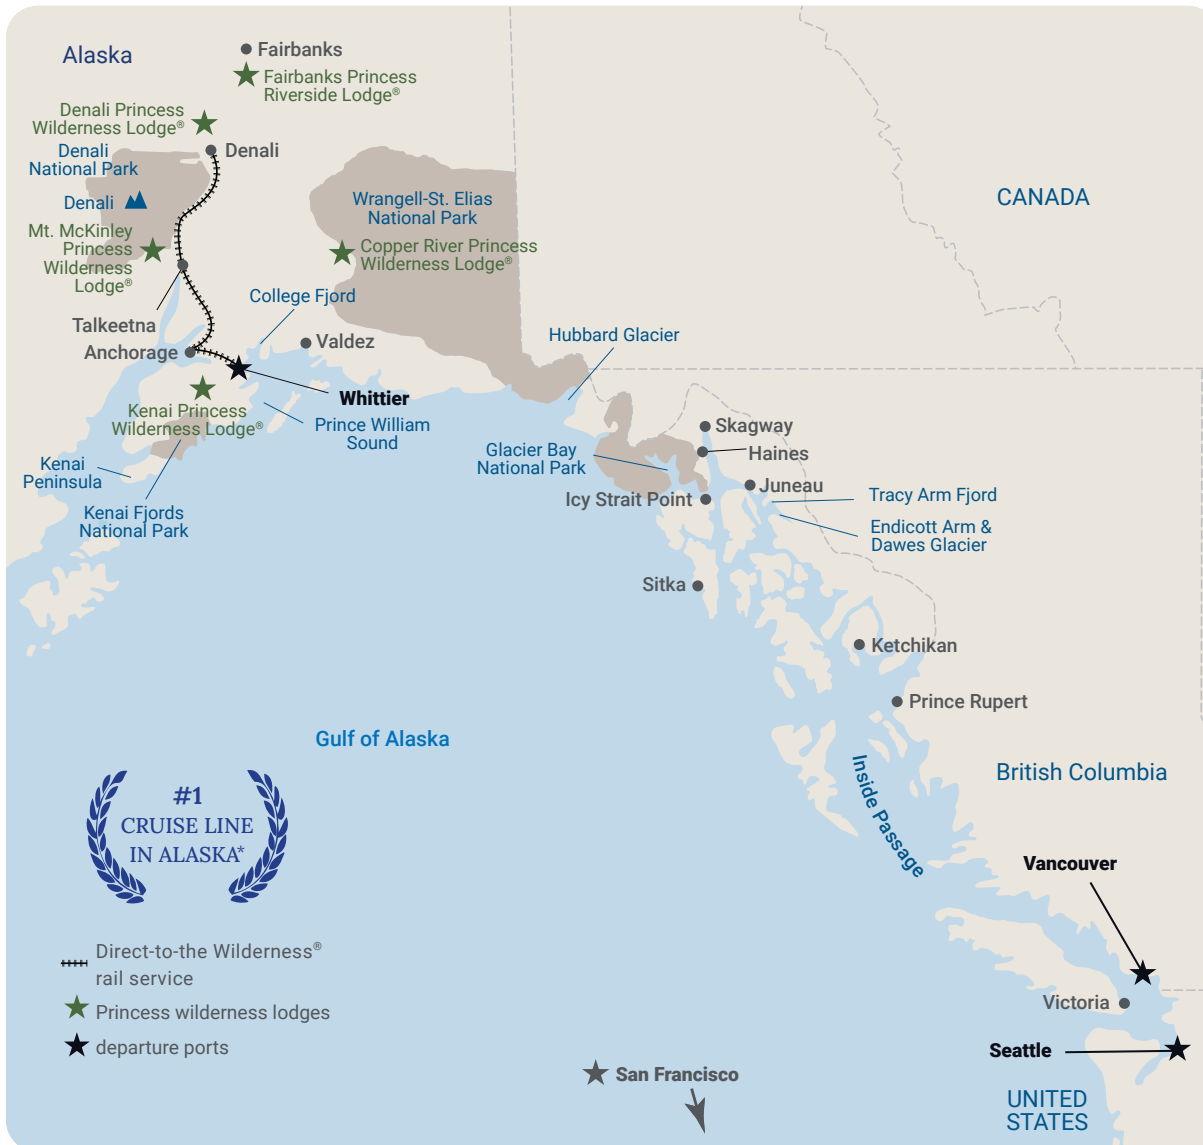 Alaska
Fairbanks
Fairbanks Princess
Riverside Lodge®
Denali Princess
Wilderness Lodge®
Denali
National Park
Denali
Denali
Mt. McKinley
Princess
Wilderness
Lodge®
Wrangell-St. Elias
National Park
Copper River Princess
Wilderness Lodge®
CANADA
College Fjord
Talkeetna
Anchorage
Valdez
Hubbard Glacier
Whittier
Kenai Princess
Wilderness Lodge®
Prince William
Sound
Kenai
Peninsula
Kenai Fjords
National Park
Skagway
Haines
Glacier Bay
National Park
Icy Strait Point
Juneau
Tracy Arm Fjord
Endicott Arm &
Dawes Glacier
Sitka
Ketchikan
Prince Rupert
Gulf of Alaska
British Columbia
Inside Passage
#1
CRUISE LINE
IN ALASKA*
Vancouver
Direct-to-the Wilderness®
rail service
Princess wilderness lodges
departure ports
Victoria
Seattle
San Francisco
UNITED
STATES